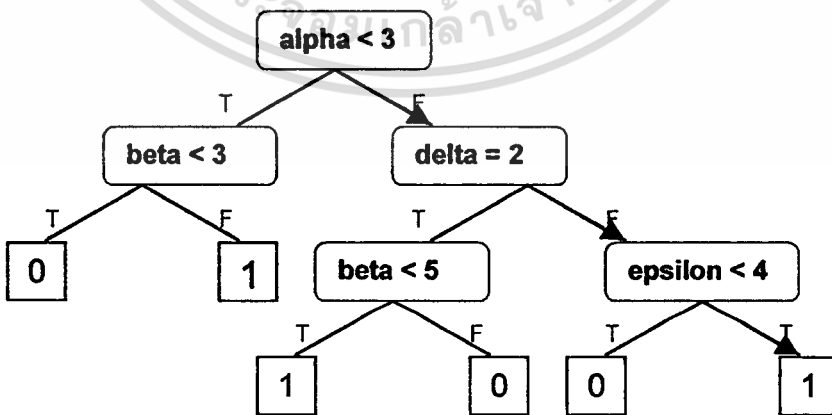 alpha < 3
T F
beta < 3 delta = 2
T F T F
0 1 beta < 5 epsilon < 4
T F T T
1 0 0 1